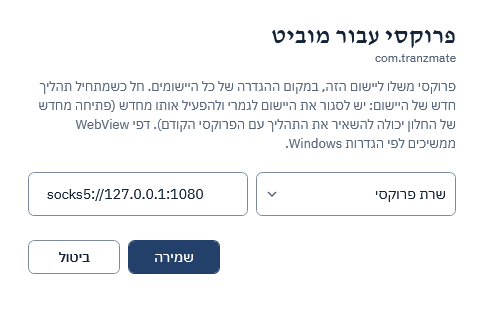 פרוקסי עבור מוביט
com.tranzmate
פרוקסי משלו ליישום הזה, במקום ההגדרה של כל היישומים. חל כשמתחיל תהליך
חדש של היישום: יש לסגור את היישום לגמרי ולהפעיל אותו מחדש (פתיחה מחדש
של החלון יכולה להשאיר את התהליך עם הפרוקסי הקודם). דפי WebView
ממשיכים לפי הגדרות Windows.
שרת פרוקסי
socks5://127.0.0.1:1080
שמירה
ביטול